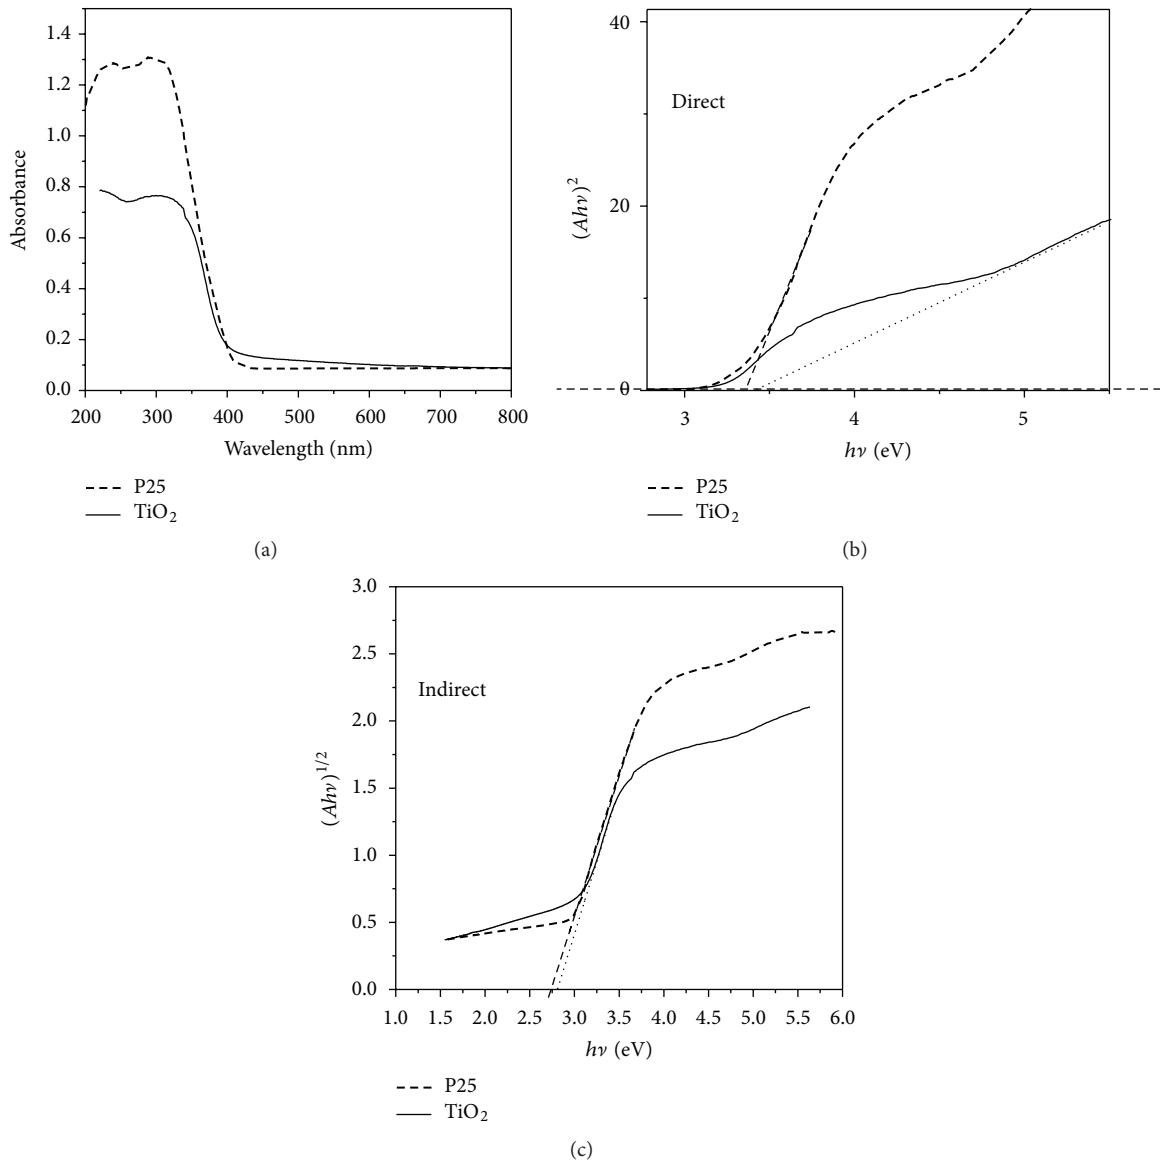 1.4
1.2
1.0
0.8
0.6
0.4
0.2
0.0
Absorbance
200 300 400 500 600 700 800
Wavelength (nm)
P25
TiO₂
(a)
40
20
0
(Ahν)²
Direct
3 4 5
hν (eV)
P25
TiO₂
(b)
3.0
2.5
2.0
1.5
1.0
0.5
0.0
(Ahν)^1/2
Indirect
1.0 1.5 2.0 2.5 3.0 3.5 4.0 4.5 5.0 5.5 6.0
hν (eV)
P25
TiO₂
(c)